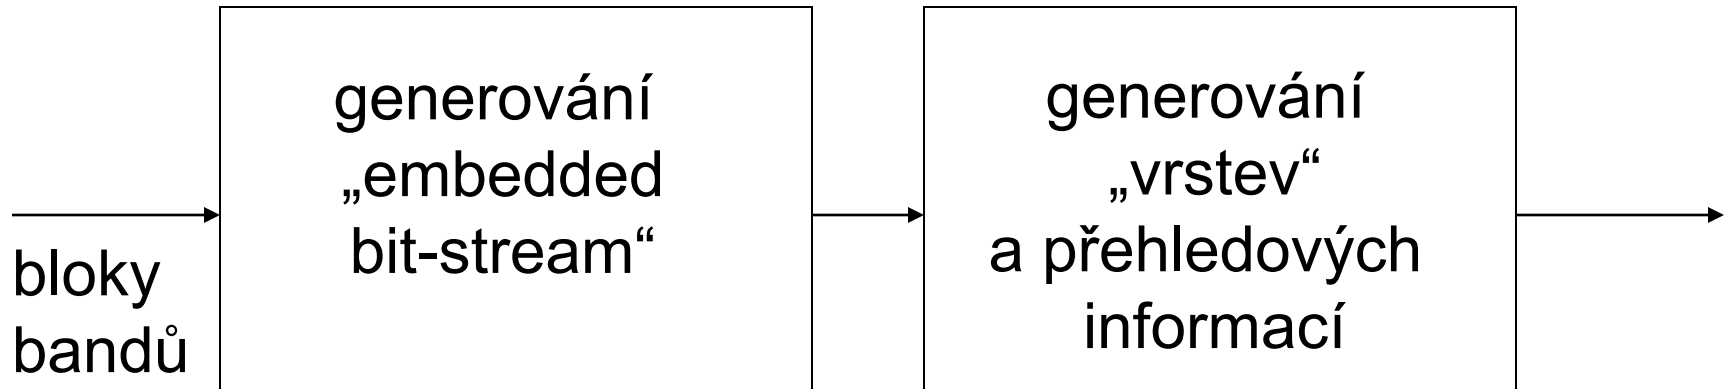 generování
„embedded
bit-stream“
generování
„vrstev“
a přehledových
informací
bloky
bandů